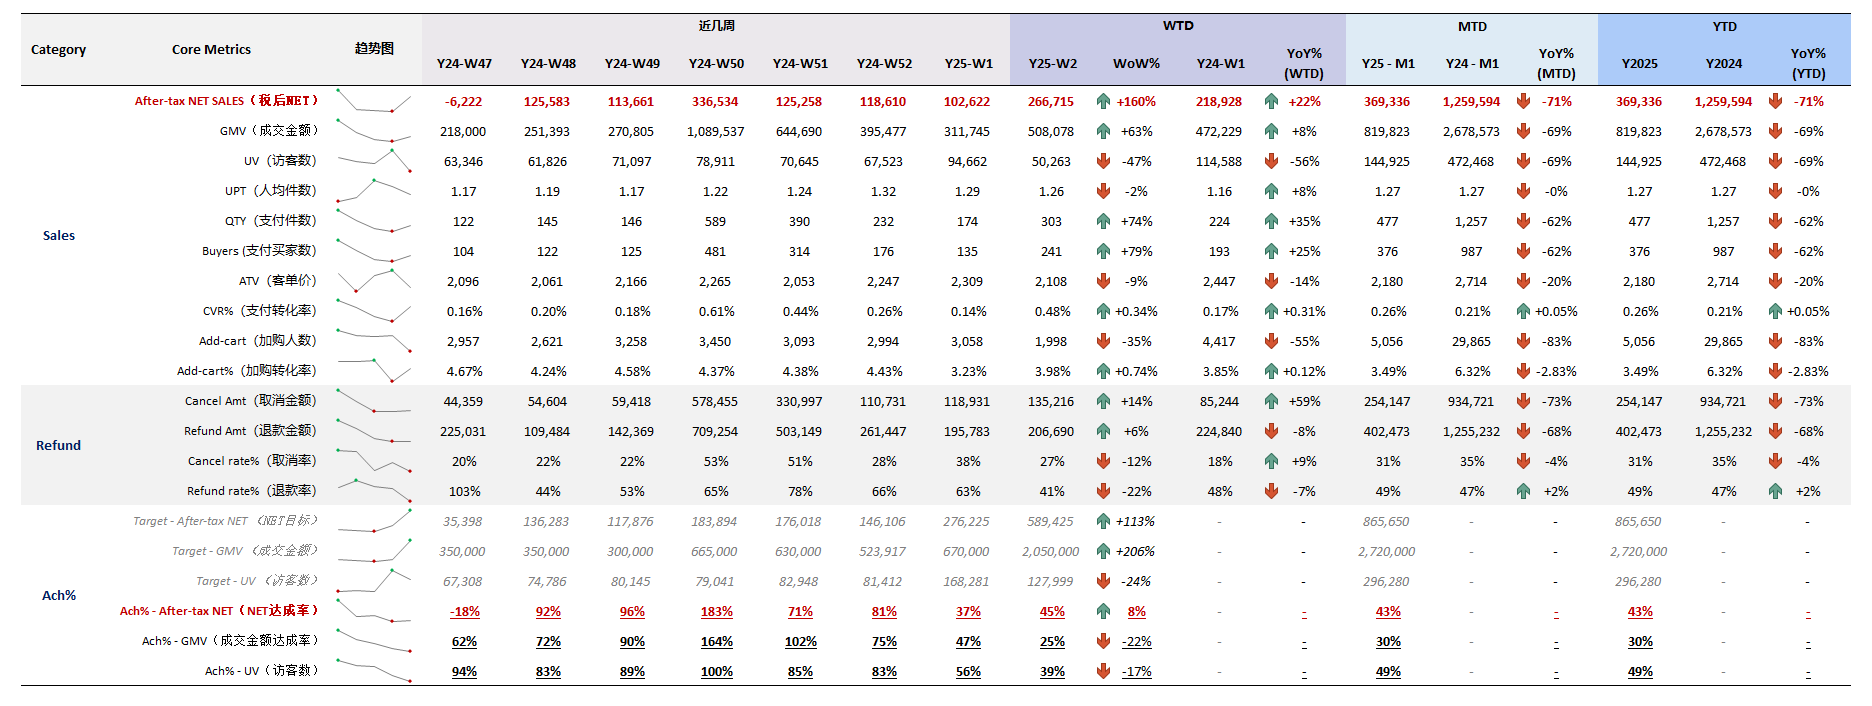 近几周 WTD MTD YTD
Category Core Metrics 趋势图 Y24-W47 Y24-W48 Y24-W49 Y24-W50 Y24-W51 Y24-W52 Y25-W1 Y25-W2 WoW% Y24-W1 YoY% (WTD) Y25 - M1 Y24 - M1 YoY% (MTD) Y2025 Y2024 YoY% (YTD)
After-tax NET SALES（税后NET） -6,222 125,583 113,661 336,534 125,258 118,610 102,622 266,715 +160% 218,928 +22% 369,336 1,259,594 -71% 369,336 1,259,594 -71%
GMV（成交金额） 218,000 251,393 270,805 1,089,537 644,690 395,477 311,745 508,078 +63% 472,229 +8% 819,823 2,678,573 -69% 819,823 2,678,573 -69%
UV（访客数） 63,346 61,826 71,097 78,911 70,645 67,523 94,662 50,263 -47% 114,588 -56% 144,925 472,468 -69% 144,925 472,468 -69%
UPT（人均件数） 1.17 1.19 1.17 1.22 1.24 1.32 1.29 1.26 -2% 1.16 +8% 1.27 1.27 -0% 1.27 1.27 -0%
QTY（支付件数） 122 145 146 589 390 232 174 303 +74% 224 +35% 477 1,257 -62% 477 1,257 -62%
Sales
Buyers (支付买家数） 104 122 125 481 314 176 135 241 +79% 193 +25% 376 987 -62% 376 987 -62%
ATV（客单价） 2,096 2,061 2,166 2,265 2,053 2,247 2,309 2,108 -9% 2,447 -14% 2,180 2,714 -20% 2,180 2,714 -20%
CVR%（支付转化率） 0.16% 0.20% 0.18% 0.61% 0.44% 0.26% 0.14% 0.48% +0.34% 0.17% +0.31% 0.26% 0.21% +0.05% 0.26% 0.21% +0.05%
Add-cart（加购人数） 2,957 2,621 3,258 3,450 3,093 2,994 3,058 1,998 -35% 4,417 -55% 5,056 29,865 -83% 5,056 29,865 -83%
Add-cart%（加购转化率） 4.67% 4.24% 4.58% 4.37% 4.38% 4.43% 3.23% 3.98% +0.74% 3.85% +0.12% 3.49% 6.32% -2.83% 3.49% 6.32% -2.83%
Cancel Amt（取消金额） 44,359 54,604 59,418 578,455 330,997 110,731 118,931 135,216 +14% 85,244 +59% 254,147 934,721 -73% 254,147 934,721 -73%
Refund Amt（退款金额） 225,031 109,484 142,369 709,254 503,149 261,447 195,783 206,690 +6% 224,840 -8% 402,473 1,255,232 -68% 402,473 1,255,232 -68%
Refund
Cancel rate%（取消率） 20% 22% 22% 53% 51% 28% 38% 27% -12% 18% +9% 31% 35% -4% 31% 35% -4%
Refund rate%（退款率） 103% 44% 53% 65% 78% 66% 63% 41% -22% 48% -7% 49% 47% +2% 49% 47% +2%
Target - After-tax NET（NET目标） 35,398 136,283 117,876 183,894 176,018 146,106 276,225 589,425 +113% - - 865,650 - - 865,650 - -
Target - GMV（成交金额） 350,000 350,000 300,000 665,000 630,000 523,917 670,000 2,050,000 +206% - - 2,720,000 - - 2,720,000 - -
Target - UV（访客数） 67,308 74,786 80,145 79,041 82,948 81,412 168,281 127,999 -24% - - 296,280 - - 296,280 - -
Ach%
Ach% - After-tax NET（NET达成率） -18% 92% 96% 183% 71% 81% 37% 45% 8% - - 43% - - 43% - -
Ach% - GMV（成交金额达成率） 62% 72% 90% 164% 102% 75% 47% 25% -22% - - 30% - - 30% - -
Ach% - UV（访客数） 94% 83% 89% 100% 85% 83% 56% 39% -17% - - 49% - - 49% - -